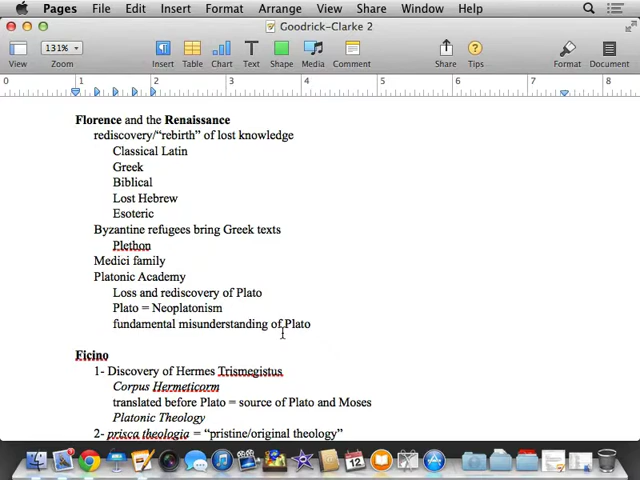 Pages File Edit Insert Format Arrange View Share Window Help
Goodrick-Clarke 2
131%
View Zoom Insert Table Chart Text Shape Media Comment Share Tips Format Document
0 1 2 3 4 5 6 7 8
Florence and the Renaissance
rediscovery/“rebirth” of lost knowledge
Classical Latin
Greek
Biblical
Lost Hebrew
Esoteric
Byzantine refugees bring Greek texts
Plethon
Medici family
Platonic Academy
Loss and rediscovery of Plato
Plato = Neoplatonism
fundamental misunderstanding of Plato
Ficino
1- Discovery of Hermes Trismegistus
Corpus Hermeticorm
translated before Plato = source of Plato and Moses
Platonic Theology
2- prisca theologia = “pristine/original theology”
12